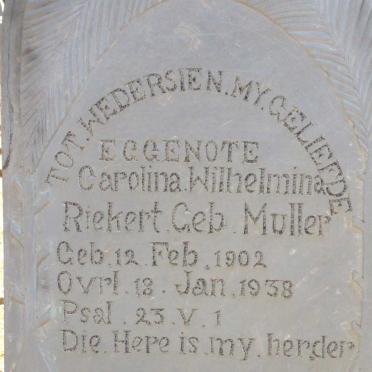 TOT.WEDERSIEN.MY.GELIEFDE
EGGENOTE
Carolina.Wilhelmina
Riekert.Geb.Muller
Geb.12.Feb.1902
Ovrl.18.Jan.1938
Psal.23.V.1
Die.Here is.my.herder